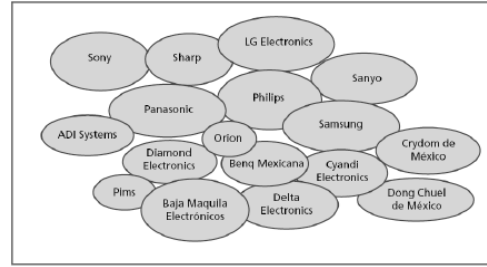 LG Electronics
Sony
Sharp
Sanyo
Philips
Panasonic
Samsung
ADI Systems
Orion
Crydom de
México
Diamond
Electronics
Benq Mexicana
Cyandi
Electronics
Pims
Dong Chuel
de México
Baja Maquila
Electrónicos
Delta
Electronics